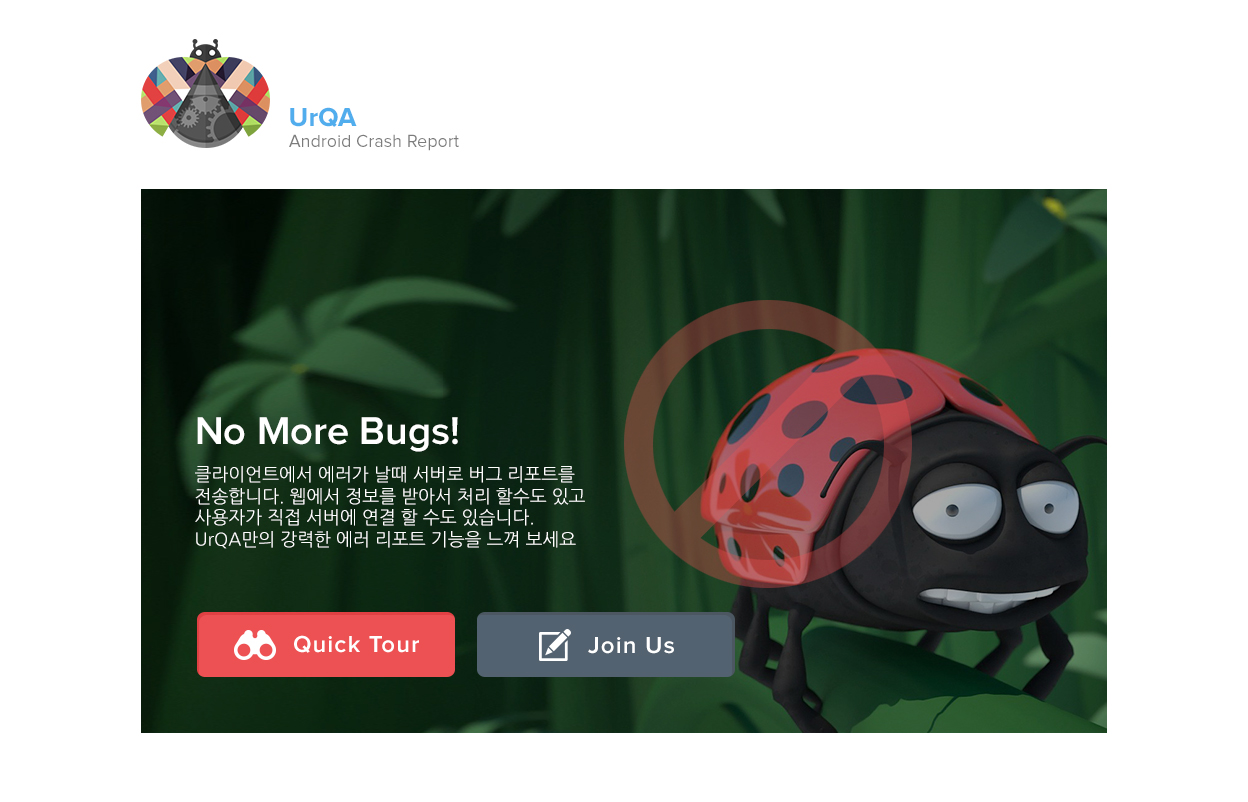 UrQA
Android Crash Report
No More Bugs!
클라이언트에서 에러가 날때 서버로 버그 리포트를
전송합니다. 웹에서 정보를 받아서 처리 할수도 있고
사용자가 직접 서버에 연결 할 수도 있습니다.
UrQA만의 강력한 에러 리포트 기능을 느껴 보세요
Quick Tour
Join Us